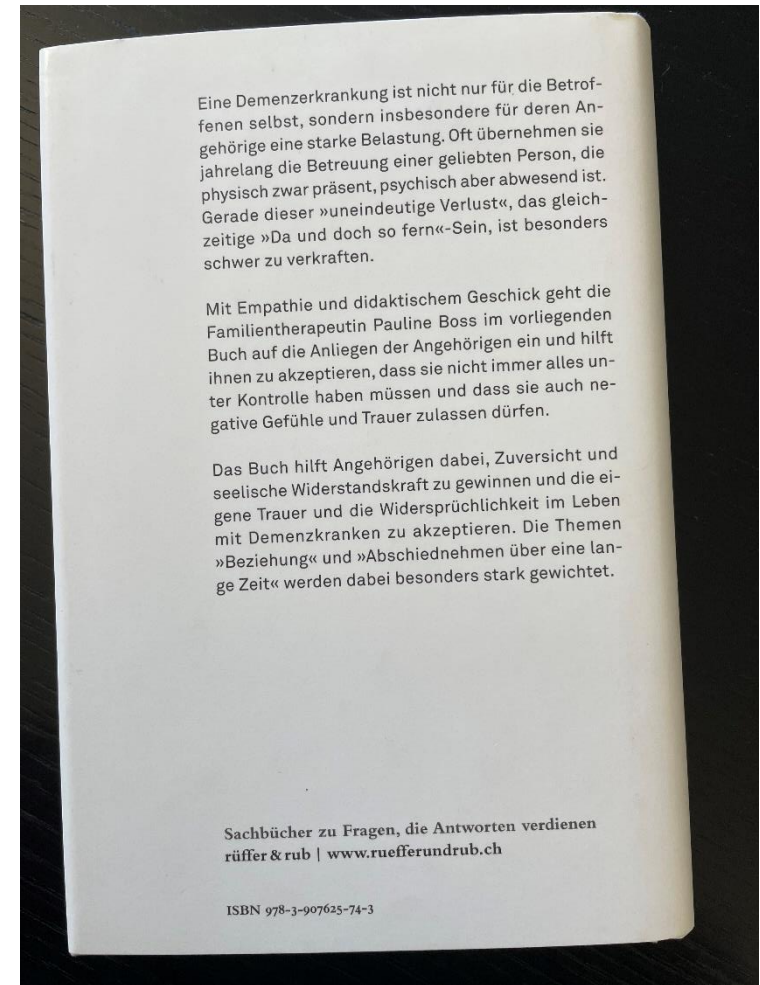 Eine Demenzerkrankung ist nicht nur für die Betrof-
fenen selbst, sondern insbesondere für deren An-
gehörige eine starke Belastung. Oft übernehmen sie
jahrelang die Betreuung einer geliebten Person, die
physisch zwar präsent, psychisch aber abwesend ist.
Gerade dieser »uneindeutige Verlust«, das gleich-
zeitige »Da und doch so fern«-Sein, ist besonders
schwer zu verkraften.
Mit Empathie und didaktischem Geschick geht die
Familientherapeutin Pauline Boss im vorliegenden
Buch auf die Anliegen der Angehörigen ein und hilft
ihnen zu akzeptieren, dass sie nicht immer alles un-
ter Kontrolle haben müssen und dass sie auch ne-
gative Gefühle und Trauer zulassen dürfen.
Das Buch hilft Angehörigen dabei, Zuversicht und
seelische Widerstandskraft zu gewinnen und die ei-
gene Trauer und die Widersprüchlichkeit im Leben
mit Demenzkranken zu akzeptieren. Die Themen
»Beziehung« und »Abschiednehmen über eine lan-
ge Zeit« werden dabei besonders stark gewichtet.
Sachbücher zu Fragen, die Antworten verdienen
rüffer & rub | www.ruefferundrub.ch
ISBN 978-3-907625-74-3